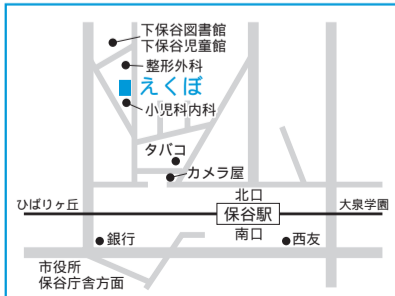 下保谷図書館
下保谷児童館
整形外科
えくぼ
小児科内科
タバコ
カメラ屋
北口
ひばりヶ丘
保谷駅
大泉学園
南口
銀行
西友
市役所
保谷庁舎方面